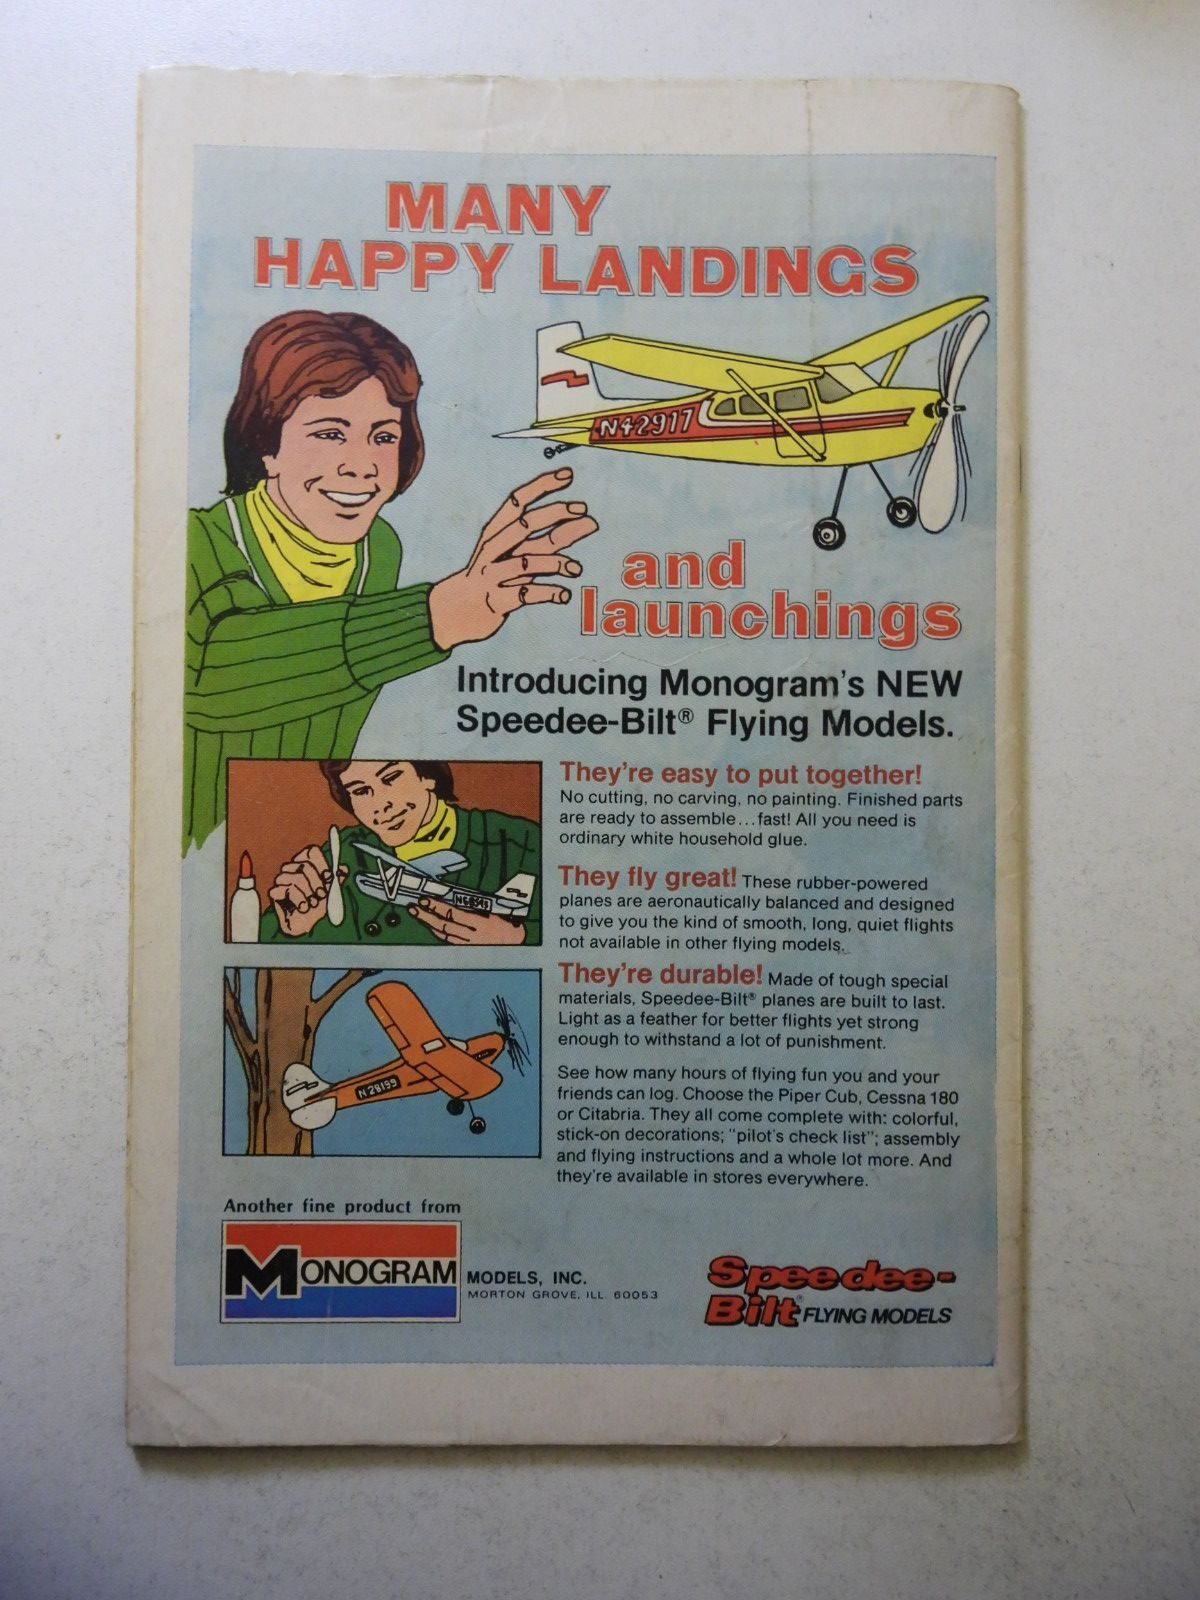 MANY
HAPPY LANDINGS
N42917
and
launchings
Introducing Monogram's NEW
Speedee-Bilt® Flying Models.
They're easy to put together!
No cutting, no carving, no painting. Finished parts
are ready to assemble...fast! All you need is
ordinary white household glue.
They fly great! These rubber-powered
planes are aeronautically balanced and designed
to give you the kind of smooth, long, quiet flights
not available in other flying models.
They're durable! Made of tough special
materials, Speedee-Bilt® planes are built to last.
Light as a feather for better flights yet strong
enough to withstand a lot of punishment.
N28199
See how many hours of flying fun you and your
friends can log. Choose the Piper Cub, Cessna 180
or Citabria. They all come complete with: colorful,
stick-on decorations; "pilot's check list"; assembly
and flying instructions and a whole lot more. And
they're available in stores everywhere.
Another fine product from
MONOGRAM MODELS, INC.
MORTON GROVE, ILL. 60053
Speedee-
Bilt® FLYING MODELS